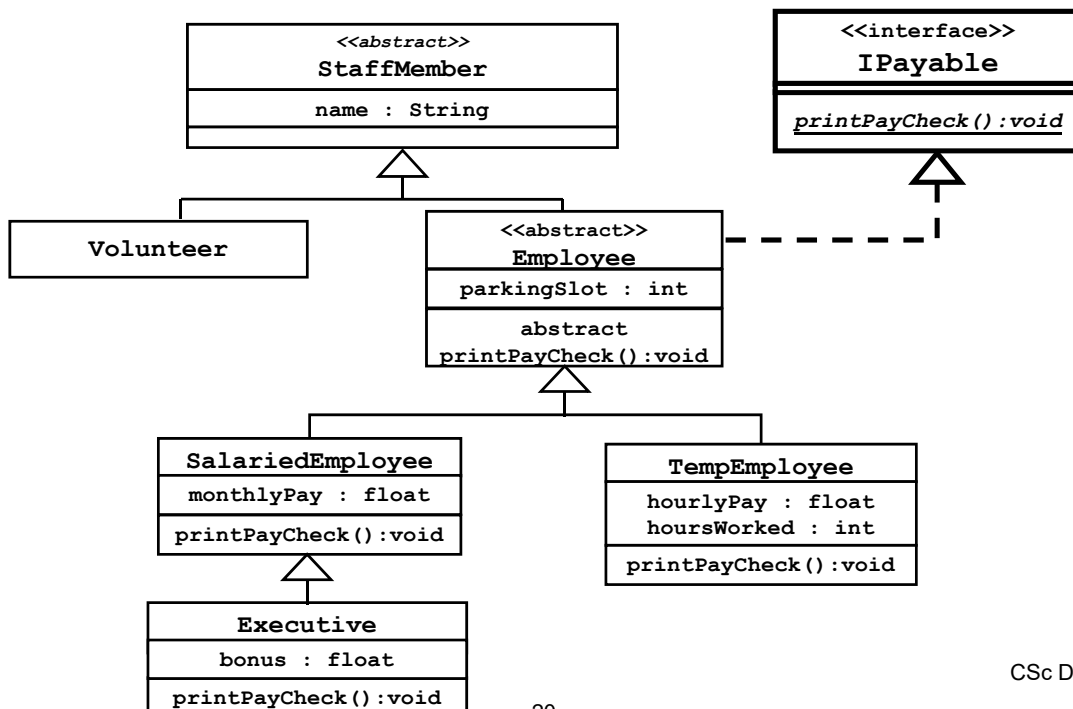 <<abstract>>
StaffMember
name : String
<<interface>>
IPayable
printPayCheck():void
Volunteer
<<abstract>>
Employee
parkingSlot : int
abstract
printPayCheck():void
SalariedEmployee
monthlyPay : float
printPayCheck():void
TempEmployee
hourlyPay : float
hoursWorked : int
printPayCheck():void
Executive
bonus : float
printPayCheck():void
CSc D